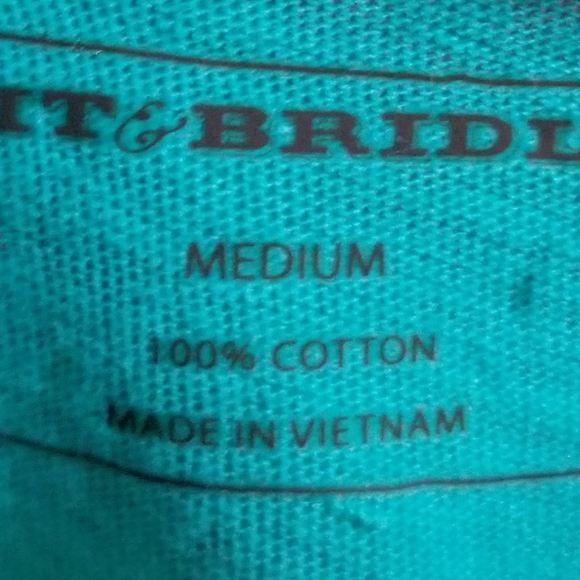 IT & BRIDL
MEDIUM
100% COTTON
MADE IN VIETNAM